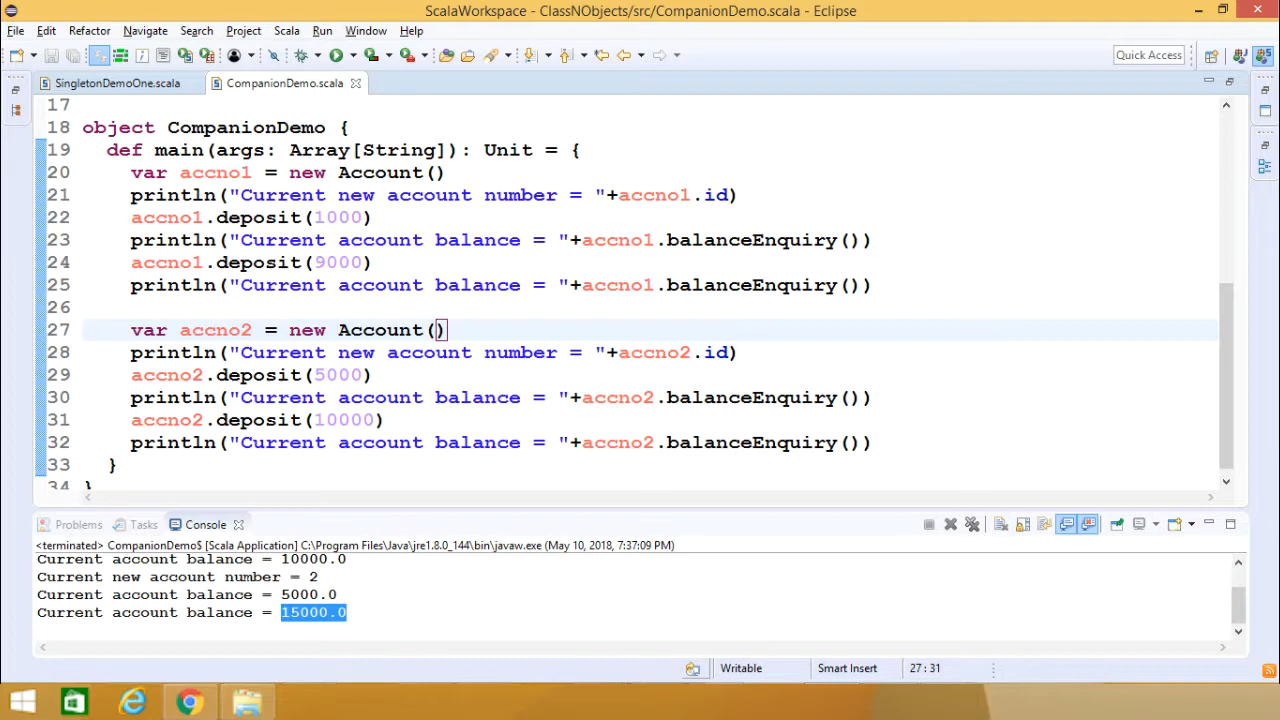 ScalaWorkspace - ClassNObjects/src/CompanionDemo.scala - Eclipse
File Edit Refactor Navigate Search Project Scala Run Window Help
Quick Access
SingletonDemoOne.scala CompanionDemo.scala
17
18 object CompanionDemo {
19 def main(args: Array[String]): Unit = {
20 var accno1 = new Account()
21 println("Current new account number = "+accno1.id)
22 accno1.deposit(1000)
23 println("Current account balance = "+accno1.balanceEnquiry())
24 accno1.deposit(9000)
25 println("Current account balance = "+accno1.balanceEnquiry())
26
27 var accno2 = new Account()
28 println("Current new account number = "+accno2.id)
29 accno2.deposit(5000)
30 println("Current account balance = "+accno2.balanceEnquiry())
31 accno2.deposit(10000)
32 println("Current account balance = "+accno2.balanceEnquiry())
33 }
34 }
Problems Tasks Console
<terminated> CompanionDemo$ [Scala Application] C:\Program Files\Java\jre1.8.0_144\bin\javaw.exe (May 10, 2018, 7:37:09 PM)
Current account balance = 10000.0
Current new account number = 2
Current account balance = 5000.0
Current account balance = 15000.0
Writable Smart Insert 27 : 31